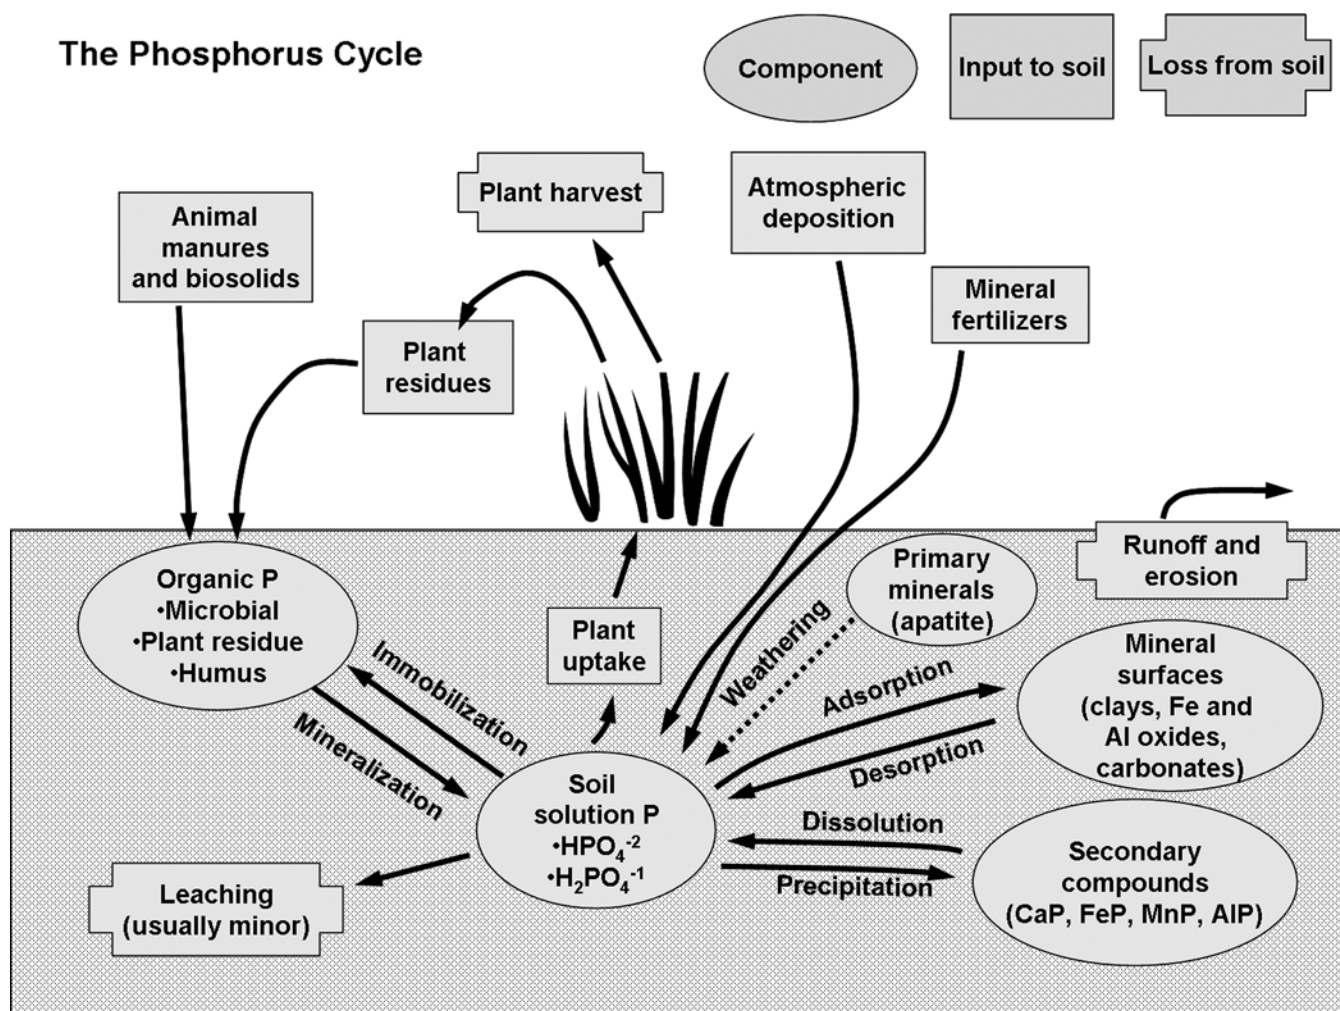 The Phosphorus Cycle
Component
Input to soil
Loss from soil
Plant harvest
Atmospheric
deposition
Animal
manures
and biosolids
Mineral
fertilizers
Plant
residues
Runoff and
erosion
Primary
minerals
(apatite)
Organic P
•Microbial
•Plant residue
•Humus
Plant
uptake
Weathering
Immobilization
Mineralization
Adsorption
Desorption
Mineral
surfaces
(clays, Fe and
Al oxides,
carbonates)
Soil
solution P
•HPO₄⁻²
•H₂PO₄⁻¹
Dissolution
Precipitation
Secondary
compounds
(CaP, FeP, MnP, AlP)
Leaching
(usually minor)